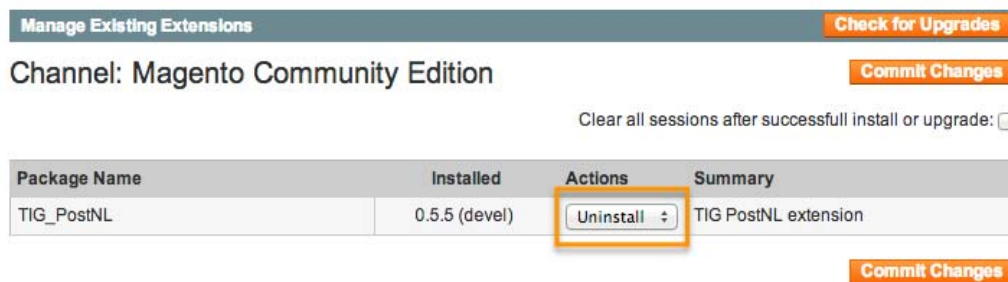 Manage Existing Extensions
Check for Upgrades
Channel: Magento Community Edition
Commit Changes
Clear all sessions after successfull install or upgrade:
Package Name Installed Actions Summary
TIG_PostNL 0.5.5 (devel) Uninstall TIG PostNL extension
Commit Changes